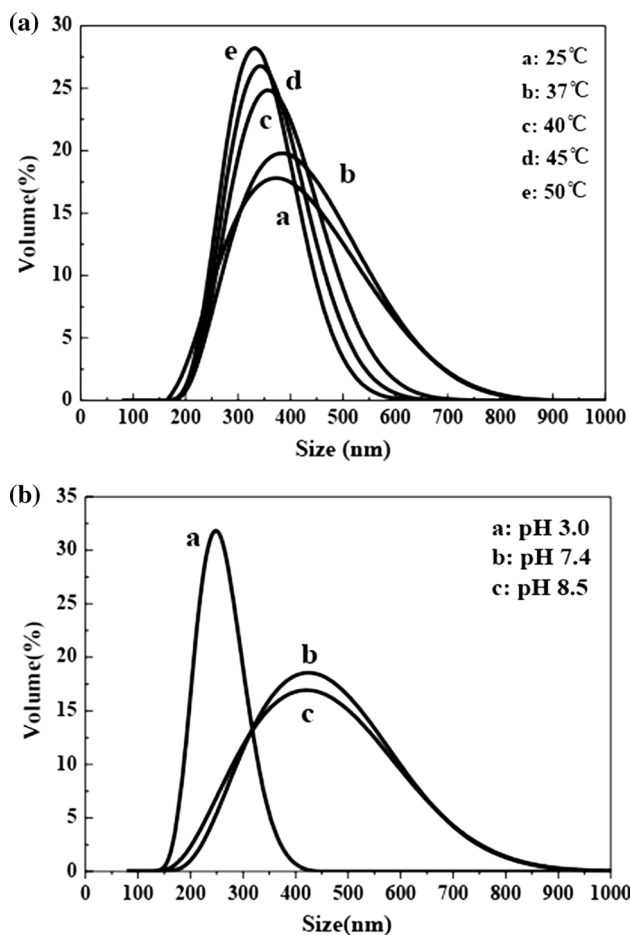 (a)
30
25
20
15
10
5
0
Volume(%)
e
d
c
b
a
a: 25℃
b: 37℃
c: 40℃
d: 45℃
e: 50℃
0 100 200 300 400 500 600 700 800 900 1000
Size (nm)
(b)
35
30
25
20
15
10
5
0
Volume(%)
a
b
c
a: pH 3.0
b: pH 7.4
c: pH 8.5
0 100 200 300 400 500 600 700 800 900 1000
Size(nm)